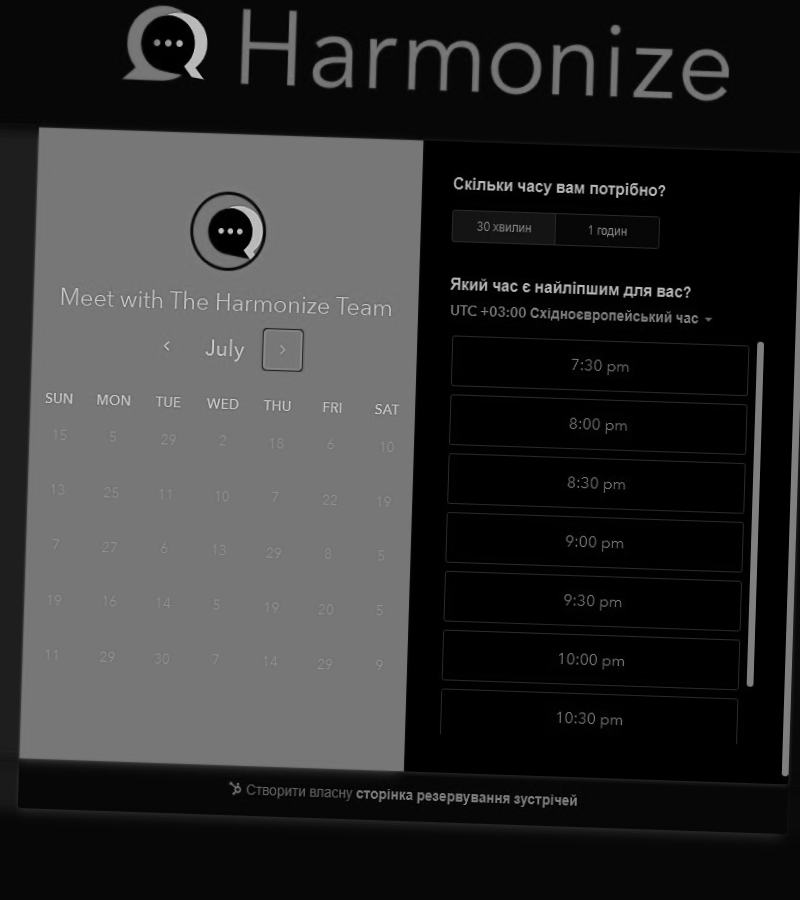 Harmonize
Meet with The Harmonize Team
July
SUN MON TUE WED THU FRI SAT
15 5 29 2 18 6 10
13 25 11 10 7 22 19
7 27 6 13 29 8 5
19 16 14 5 19 20 5
11 29 30 7 14 29 9
Скільки часу вам потрібно?
30 хвилин 1 годин
Який час є найліпшим для вас?
UTC +03:00 Східноєвропейський час
7:30 pm
8:00 pm
8:30 pm
9:00 pm
9:30 pm
10:00 pm
10:30 pm
Створити власну сторінка резервування зустрічей